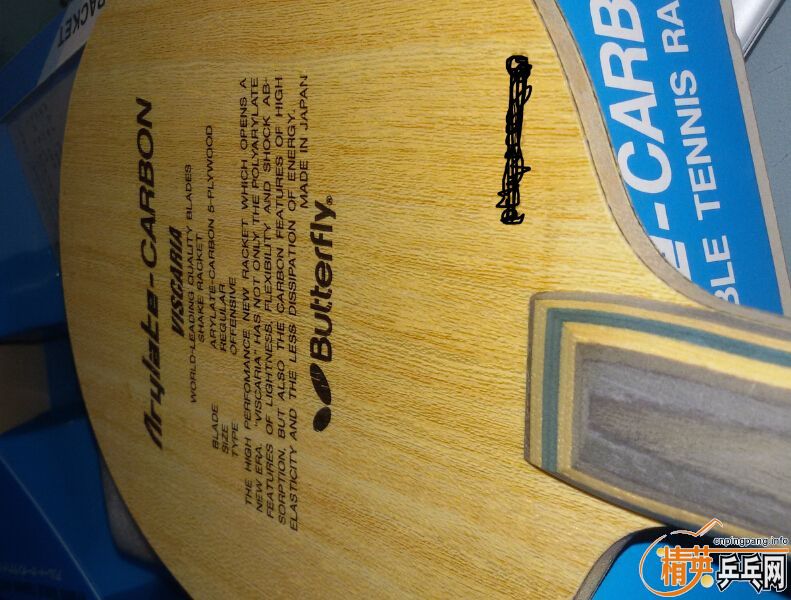 Arylate-CARBON
VISCARIA
WORLD-LEADING QUALITY BLADES
SHAKE RACKET
BLADE ARYLATE-CARBON 5-PLYWOOD
SIZE REGULAR
TYPE OFFENSIVE
THE HIGH PERFOMANCE NEW RACKET WHICH OPENS A
NEW ERA. "VISCARIA" HAS NOT ONLY THE POLYARYLATE
FEATURES OF LIGHTNESS, FLEXIBILITY AND SHOCK AB-
SORPTION, BUT ALSO THE CARBON FEATURES OF HIGH
ELASTICITY AND THE LESS DISSIPATION OF ENERGY.
MADE IN JAPAN
Butterfly®
RACKET
e-CARB
BLE TENNIS RA
cnpingpang.info
精英乒乓网